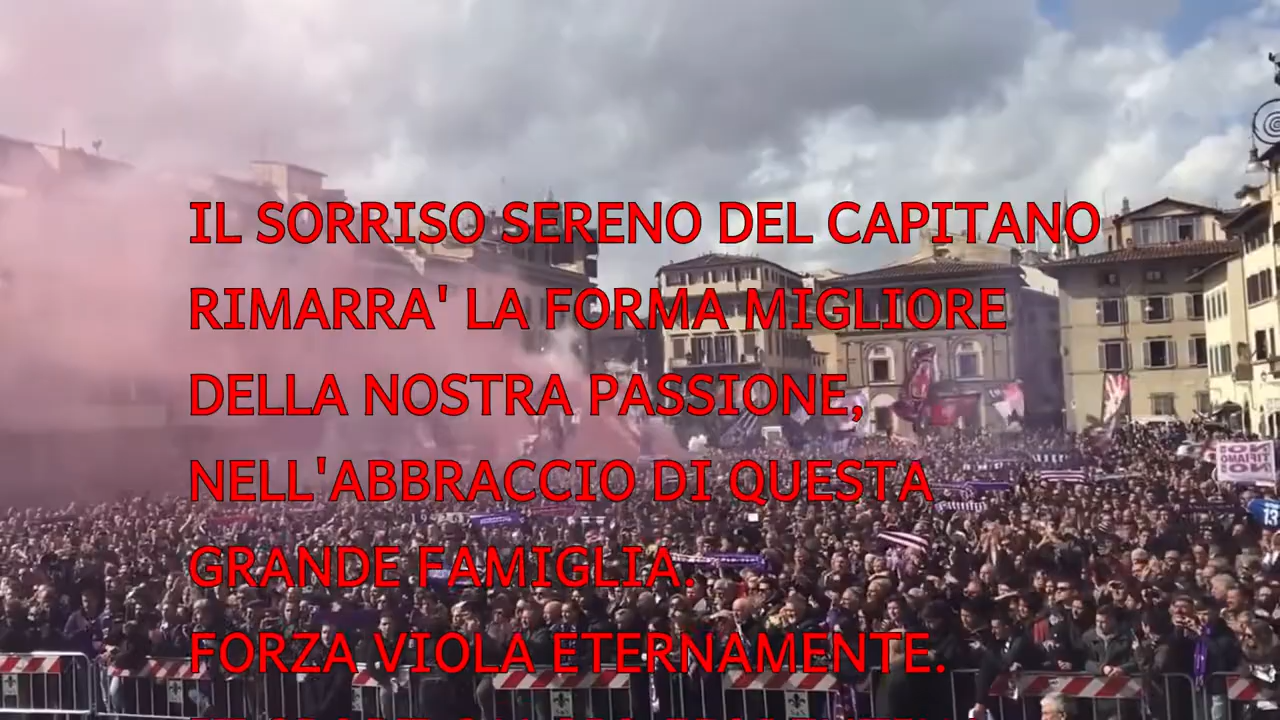 IL SORRISO SERENO DEL CAPITANO
RIMARRA' LA FORMA MIGLIORE
DELLA NOSTRA PASSIONE,
NELL'ABBRACCIO DI QUESTA
GRANDE FAMIGLIA.
FORZA VIOLA ETERNAMENTE.
13